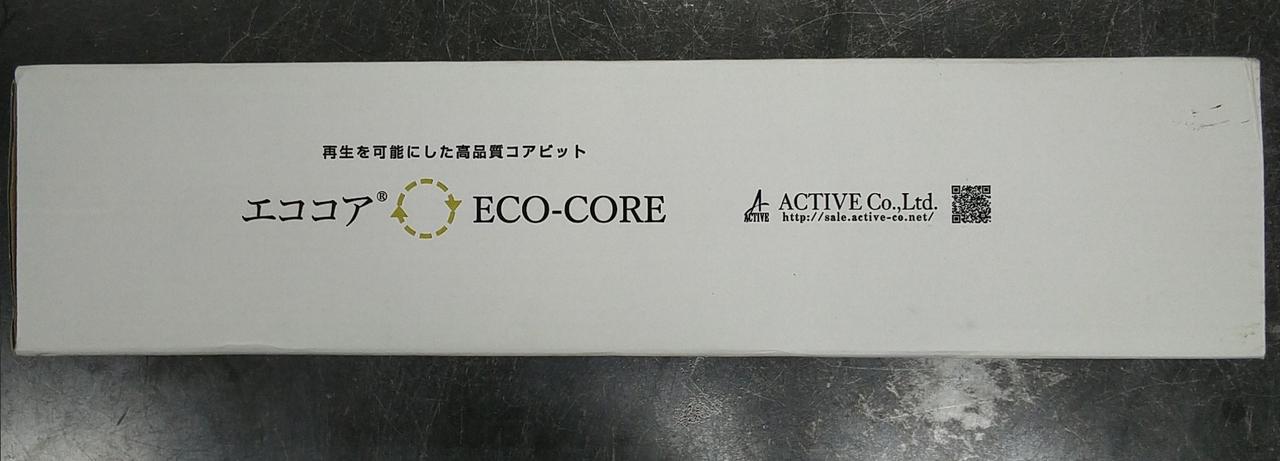 再生を可能にした高品質コアビット
エココア® ECO-CORE
ACTIVE
ACTIVE Co.,Ltd.
http://sale.active-co.net/